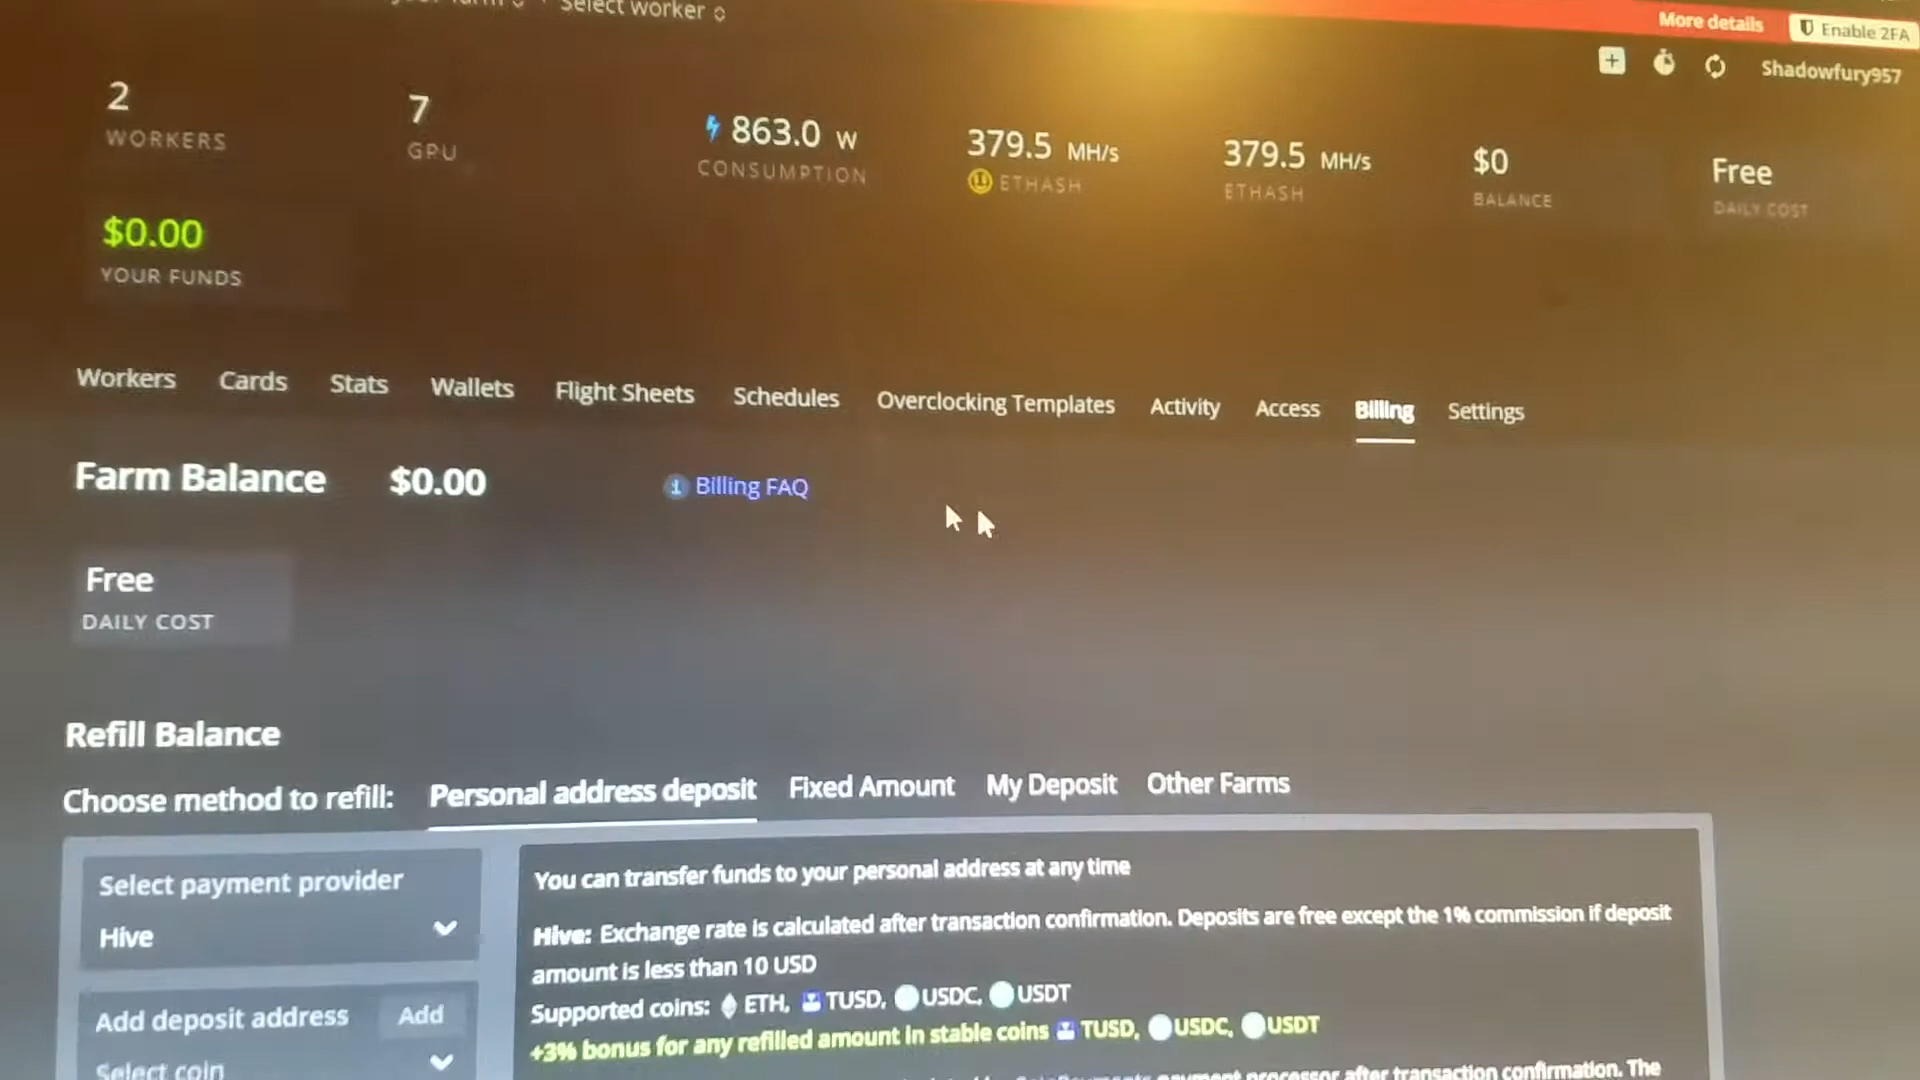 Select worker
More details
Enable 2FA
Shadowfury957
2
WORKERS
7
GPU
863.0 W
CONSUMPTION
379.5 MH/s
ETHASH
379.5 MH/s
ETHASH
$0
BALANCE
Free
DAILY COST
$0.00
YOUR FUNDS
Workers Cards Stats Wallets Flight Sheets Schedules Overclocking Templates Activity Access Billing Settings
Farm Balance $0.00
Billing FAQ
Free
DAILY COST
Refill Balance
Choose method to refill: Personal address deposit Fixed Amount My Deposit Other Farms
Select payment provider
Hive
Add deposit address Add
Select coin
You can transfer funds to your personal address at any time
Hive: Exchange rate is calculated after transaction confirmation. Deposits are free except the 1% commission if deposit
amount is less than 10 USD
Supported coins: ETH, TUSD, USDC, USDT
+3% bonus for any refilled amount in stable coins TUSD, USDC, USDT
payment processor after transaction confirmation. The